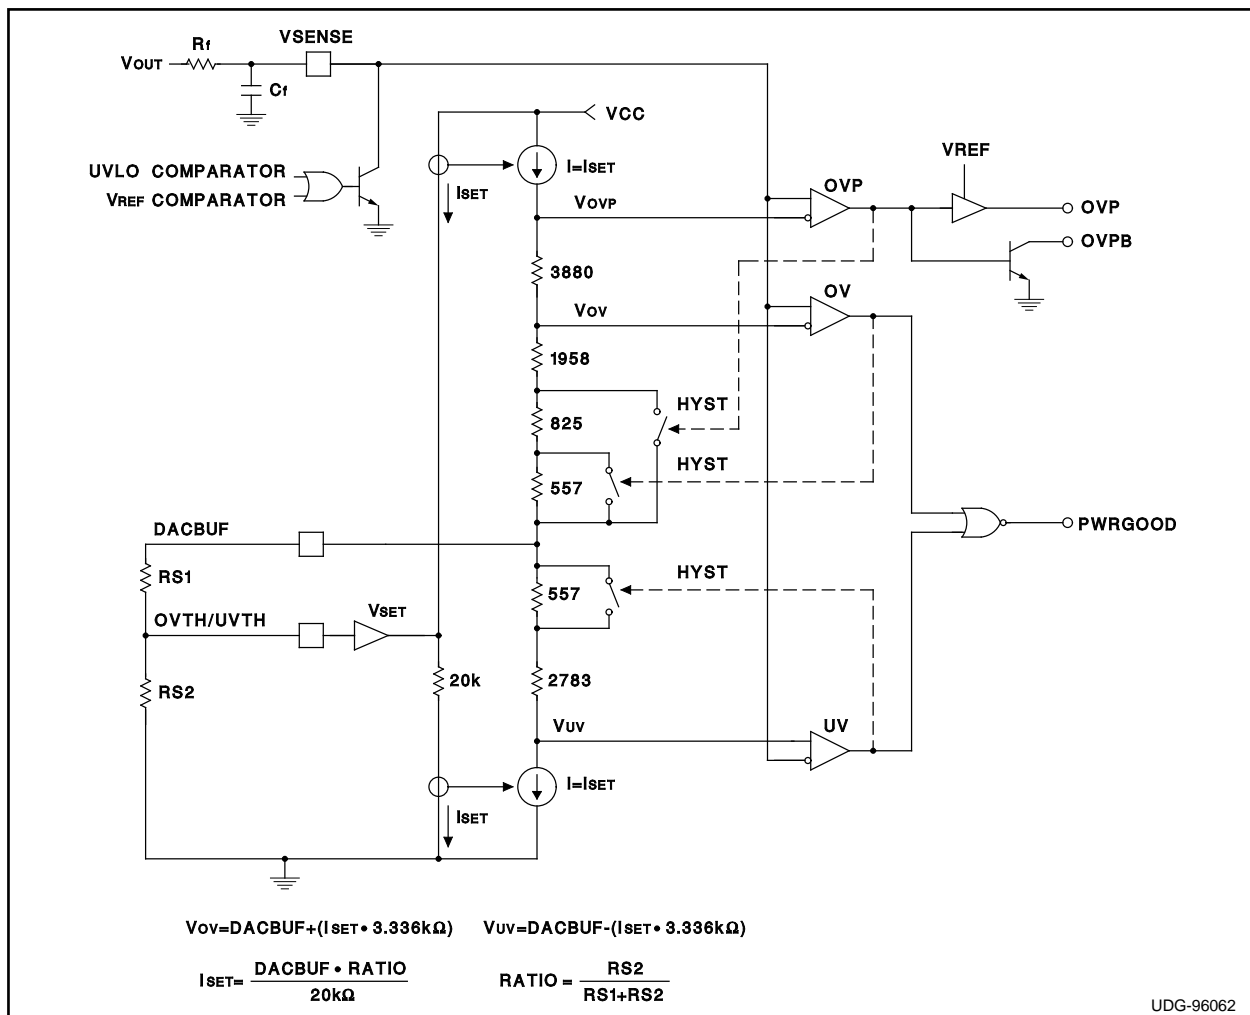 Rf
VSENSE
VOUT
Cf
VCC
UVLO COMPARATOR
VREF COMPARATOR
ISET
I=ISET
VREF
OVP
OVP
VOVP
OVPB
3880
OV
VOV
1958
HYST
825
HYST
557
DACBUF
PWRGOOD
RS1
HYST
557
OVTH/UVTH
VSET
RS2
20k
2783
VUV
UV
I=ISET
ISET
VOV=DACBUF+(ISET • 3.336kΩ) VUV=DACBUF-(ISET • 3.336kΩ)
ISET= DACBUF • RATIO
20kΩ
RATIO = RS2
RS1+RS2
UDG-96062